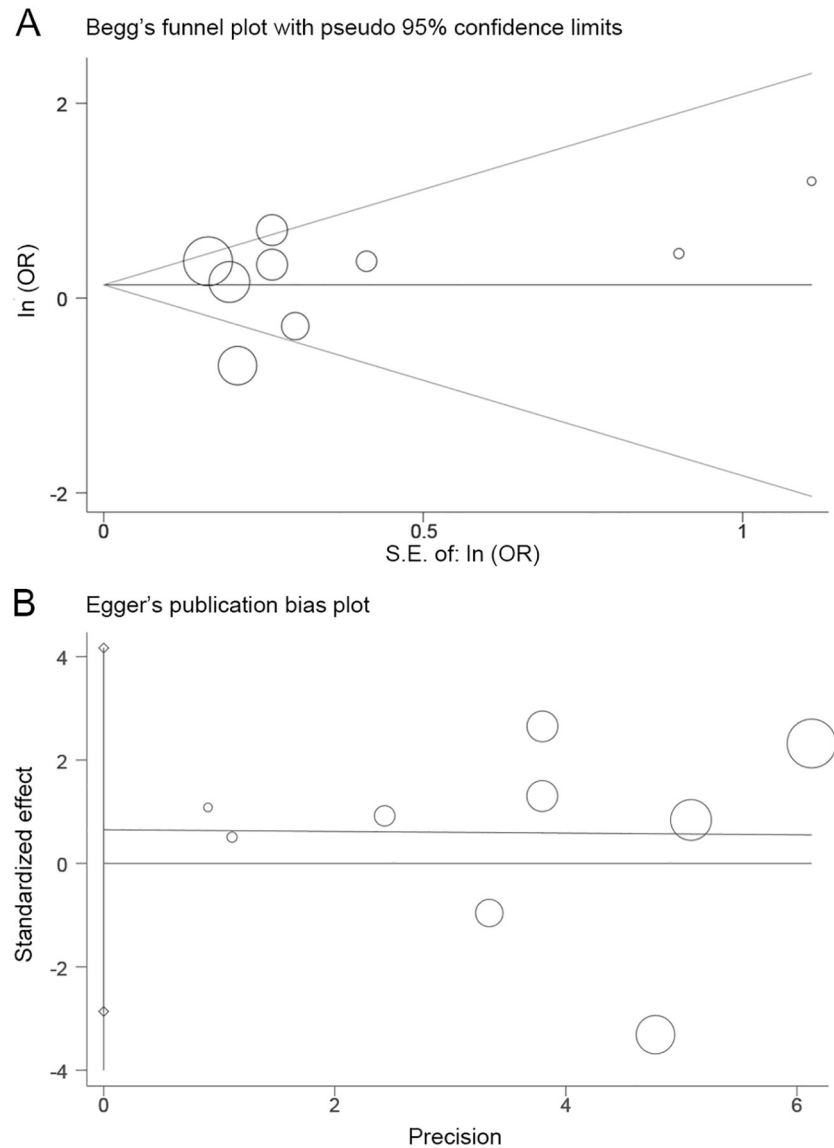 A Begg's funnel plot with pseudo 95% confidence limits
2
0
-2
ln (OR)
0 0.5 1
S.E. of: ln (OR)
B Egger's publication bias plot
4
2
0
-2
-4
Standardized effect
0 2 4 6
Precision